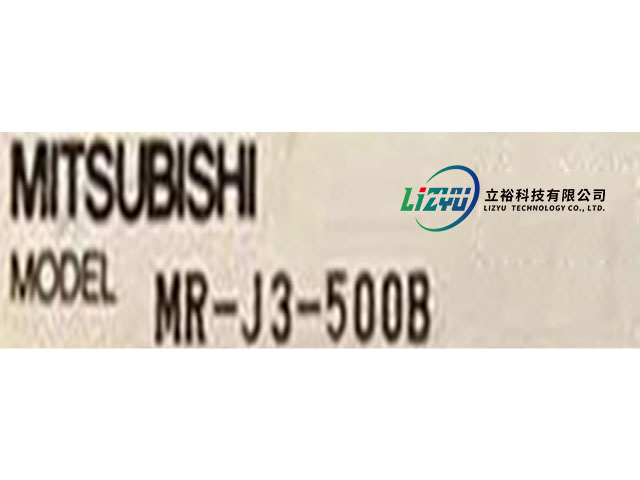 MITSUBISHI
MODEL MR-J3-500B
LiZYU 立裕科技有限公司
LIZYU TECHNOLOGY CO., LTD.